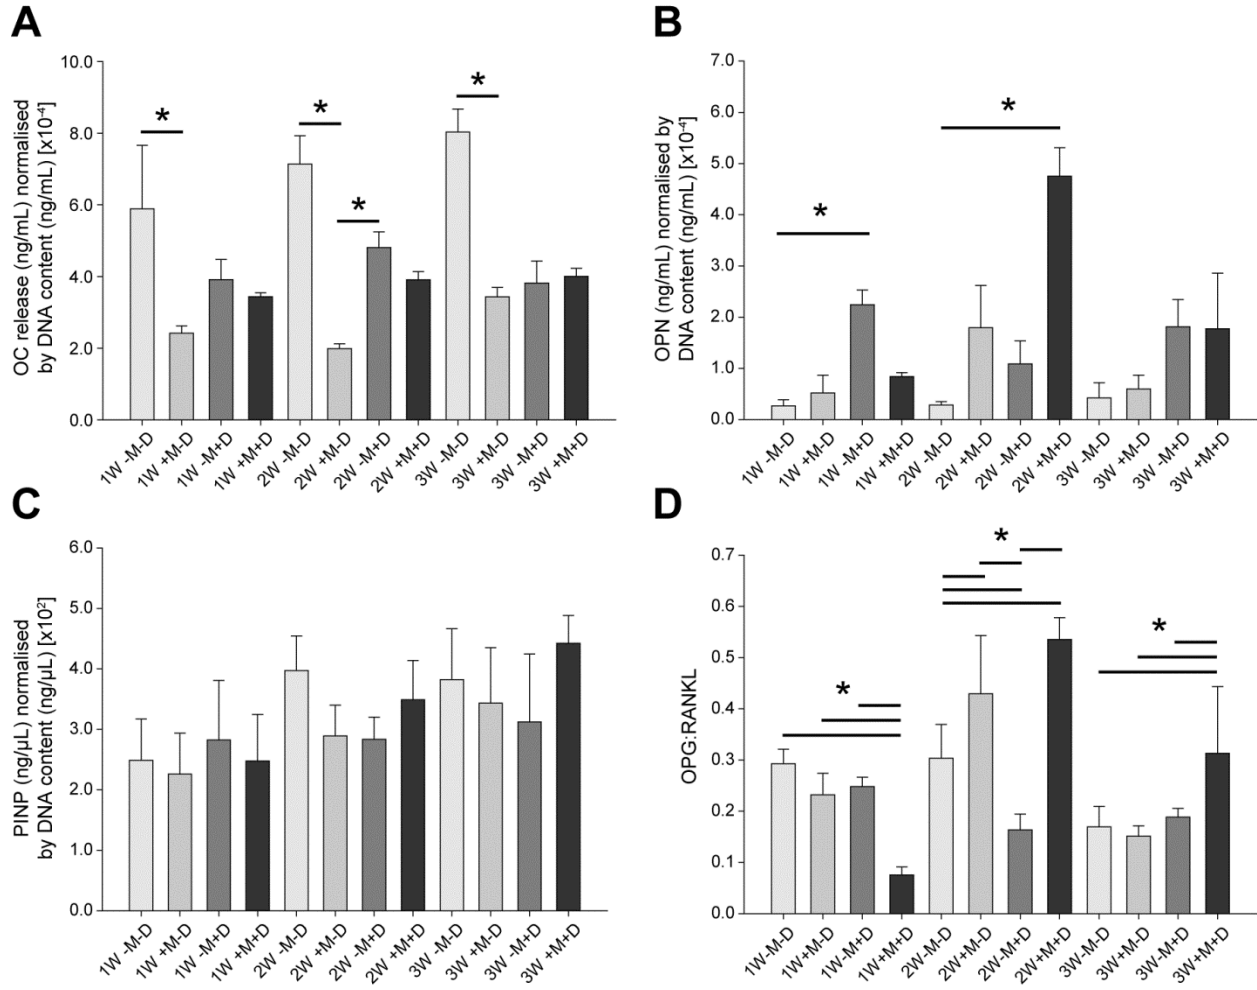 A
OC release (ng/mL) normalised
by DNA content (ng/mL) [x10⁻⁴]
10.0
8.0
6.0
4.0
2.0
0.0
*
*
*
*
1W -M-D
1W +M-D
1W -M+D
1W +M+D
2W -M-D
2W +M-D
2W -M+D
2W +M+D
3W -M-D
3W +M-D
3W -M+D
3W +M+D
B
OPN (ng/mL) normalised by
DNA content (ng/mL) [x10⁻⁴]
7.0
6.0
5.0
4.0
3.0
2.0
1.0
0.0
*
*
1W -M-D
1W +M-D
1W -M+D
1W +M+D
2W -M-D
2W +M-D
2W -M+D
2W +M+D
3W -M-D
3W +M-D
3W -M+D
3W +M+D
C
PINP (ng/µL) normalised
by DNA content (ng/µL) [x10²]
6.0
5.0
4.0
3.0
2.0
1.0
0.0
1W -M-D
1W +M-D
1W -M+D
1W +M+D
2W -M-D
2W +M-D
2W -M+D
2W +M+D
3W -M-D
3W +M-D
3W -M+D
3W +M+D
D
OPG:RANKL
0.7
0.6
0.5
0.4
0.3
0.2
0.1
0.0
*
*
*
1W-M-D
1W+M-D
1W-M+D
1W+M+D
2W-M-D
2W+M-D
2W-M+D
2W+M+D
3W-M-D
3W+M-D
3W-M+D
3W+M+D